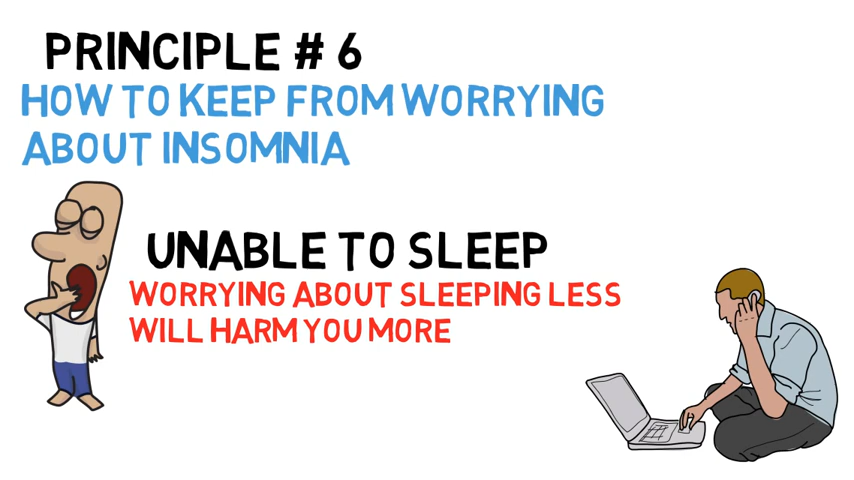 PRINCIPLE # 6
HOW TO KEEP FROM WORRYING
ABOUT INSOMNIA
UNABLE TO SLEEP
WORRYING ABOUT SLEEPING LESS
WILL HARM YOU MORE